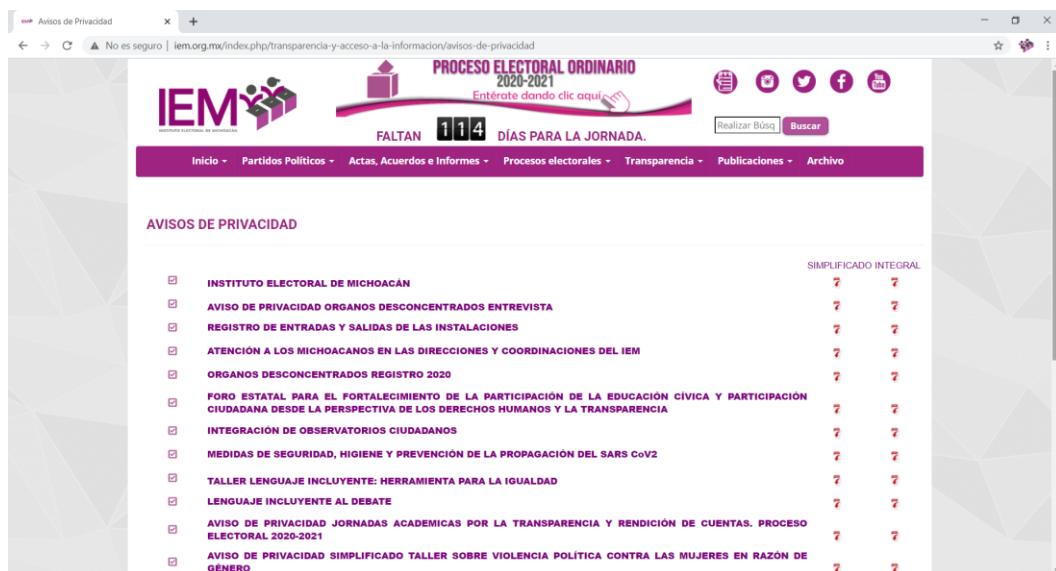 Avisos de Privacidad
No es seguro | iem.org.mx/index.php/transparencia-y-acceso-a-la-informacion/avisos-de-privacidad
IEM
INSTITUTO ELECTORAL DE MICHOACÁN
PROCESO ELECTORAL ORDINARIO
2020-2021
Entérate dando clic aquí
FALTAN 114 DÍAS PARA LA JORNADA.
You Tube
Realizar Búsq Buscar
Inicio Partidos Políticos Actas, Acuerdos e Informes Procesos electorales Transparencia Publicaciones Archivo
AVISOS DE PRIVACIDAD
SIMPLIFICADO INTEGRAL
INSTITUTO ELECTORAL DE MICHOACÁN
AVISO DE PRIVACIDAD ORGANOS DESCONCENTRADOS ENTREVISTA
REGISTRO DE ENTRADAS Y SALIDAS DE LAS INSTALACIONES
ATENCIÓN A LOS MICHOACANOS EN LAS DIRECCIONES Y COORDINACIONES DEL IEM
ORGANOS DESCONCENTRADOS REGISTRO 2020
FORO ESTATAL PARA EL FORTALECIMIENTO DE LA PARTICIPACIÓN DE LA EDUCACIÓN CÍVICA Y PARTICIPACIÓN
CIUDADANA DESDE LA PERSPECTIVA DE LOS DERECHOS HUMANOS Y LA TRANSPARENCIA
INTEGRACIÓN DE OBSERVATORIOS CIUDADANOS
MEDIDAS DE SEGURIDAD, HIGIENE Y PREVENCIÓN DE LA PROPAGACIÓN DEL SARS CoV2
TALLER LENGUAJE INCLUYENTE: HERRAMIENTA PARA LA IGUALDAD
LENGUAJE INCLUYENTE AL DEBATE
AVISO DE PRIVACIDAD JORNADAS ACADEMICAS POR LA TRANSPARENCIA Y RENDICIÓN DE CUENTAS. PROCESO
ELECTORAL 2020-2021
AVISO DE PRIVACIDAD SIMPLIFICADO TALLER SOBRE VIOLENCIA POLÍTICA CONTRA LAS MUJERES EN RAZÓN DE
GÉNERO